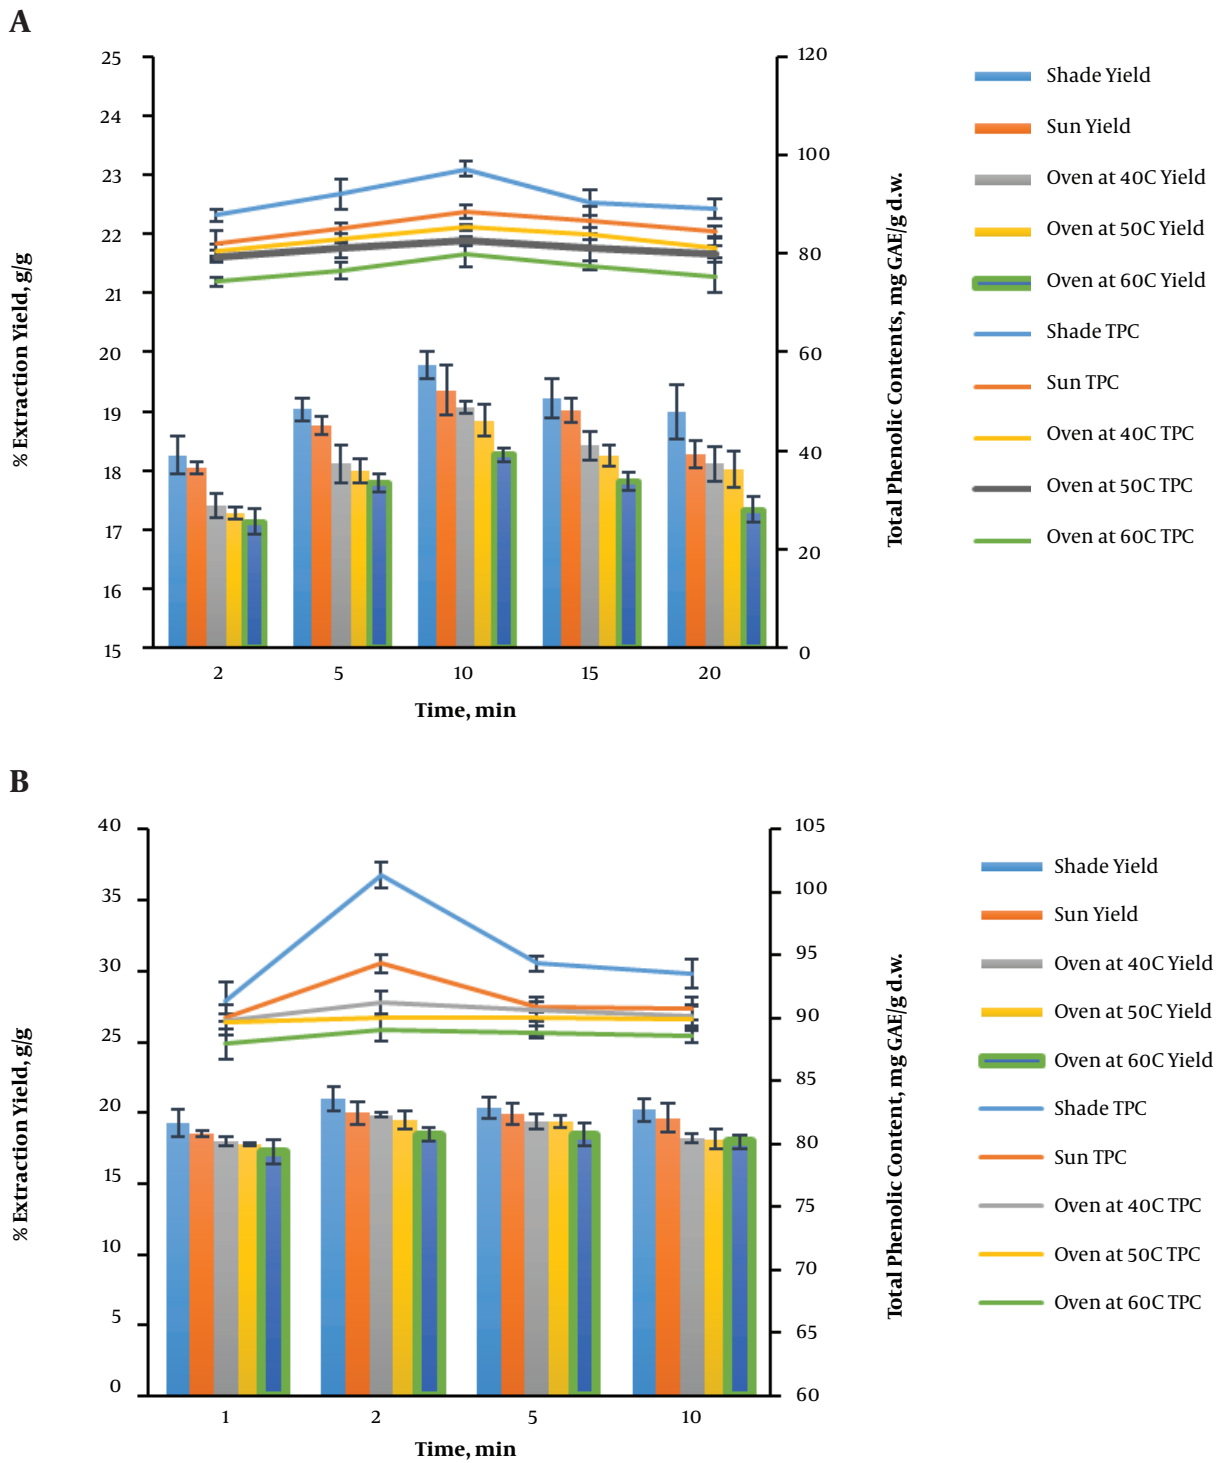 A
25
24
23
22
21
20
19
18
17
16
15
% Extraction Yield, g/g
120
100
80
60
40
20
0
Total Phenolic Contents, mg GAE/g d.w.
2 5 10 15 20
Time, min
Shade Yield
Sun Yield
Oven at 40C Yield
Oven at 50C Yield
Oven at 60C Yield
Shade TPC
Sun TPC
Oven at 40C TPC
Oven at 50C TPC
Oven at 60C TPC
B
40
35
30
25
20
15
10
5
0
% Extraction Yield, g/g
105
100
95
90
85
80
75
70
65
60
Total Phenolic Content, mg GAE/g d.w.
1 2 5 10
Time, min
Shade Yield
Sun Yield
Oven at 40C Yield
Oven at 50C Yield
Oven at 60C Yield
Shade TPC
Sun TPC
Oven at 40C TPC
Oven at 50C TPC
Oven at 60C TPC